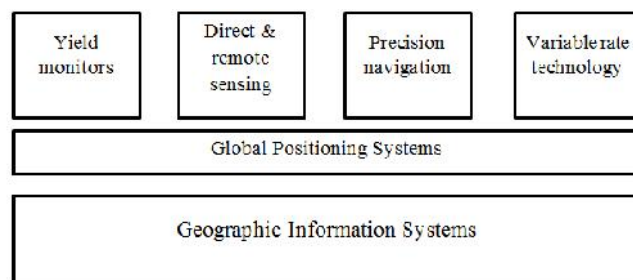 Yield
monitors
Direct &
remote
sensing
Precision
navigation
Variable rate
technology
Global Positioning Systems
Geographic Information Systems